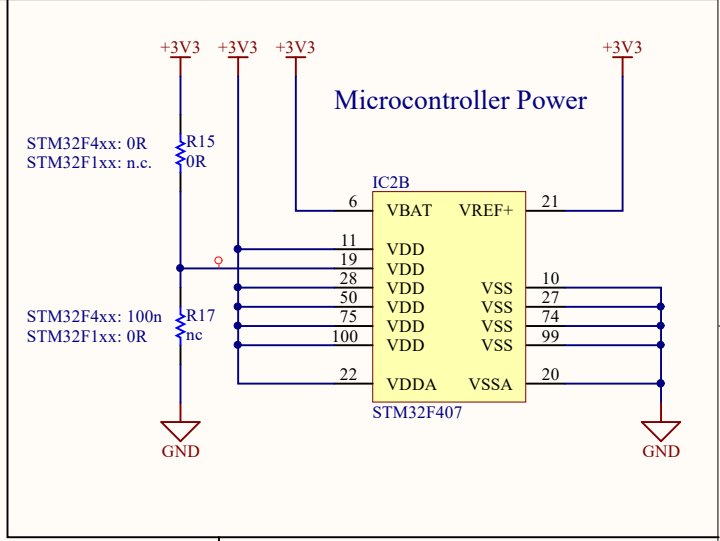 +3V3 +3V3 +3V3 +3V3
Microcontroller Power
STM32F4xx: 0R
STM32F1xx: n.c.
R15
0R
IC2B
6 VBAT VREF+ 21
11 VDD
19 VDD
28 VDD VSS 10
50 VDD VSS 27
75 VDD VSS 74
100 VDD VSS 99
22 VDDA VSSA 20
STM32F4xx: 100n
STM32F1xx: 0R
R17
nc
STM32F407
GND GND